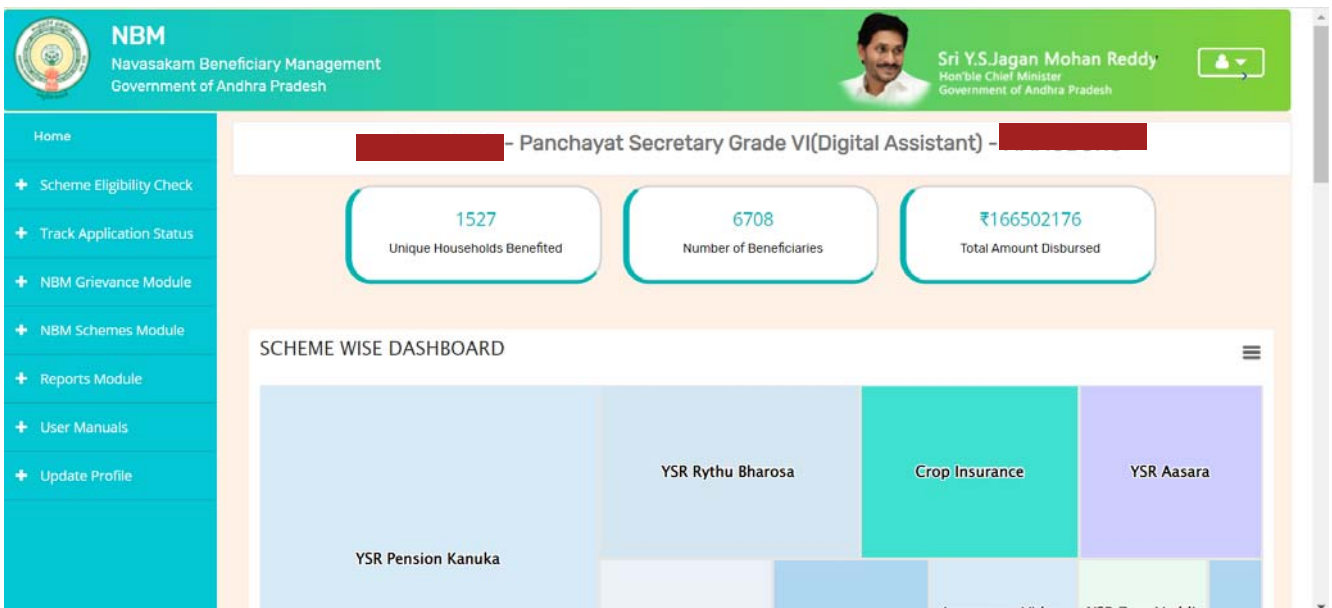 NBM
Navasakam Beneficiary Management
Government of Andhra Pradesh
Sri Y.S.Jagan Mohan Reddy
Hon'ble Chief Minister
Government of Andhra Pradesh
Home
Scheme Eligibility Check
Track Application Status
NBM Grievance Module
NBM Schemes Module
Reports Module
User Manuals
Update Profile
- Panchayat Secretary Grade VI(Digital Assistant) -
1527
Unique Households Benefited
6708
Number of Beneficiaries
₹166502176
Total Amount Disbursed
SCHEME WISE DASHBOARD
YSR Pension Kanuka
YSR Rythu Bharosa
Crop Insurance
YSR Aasara